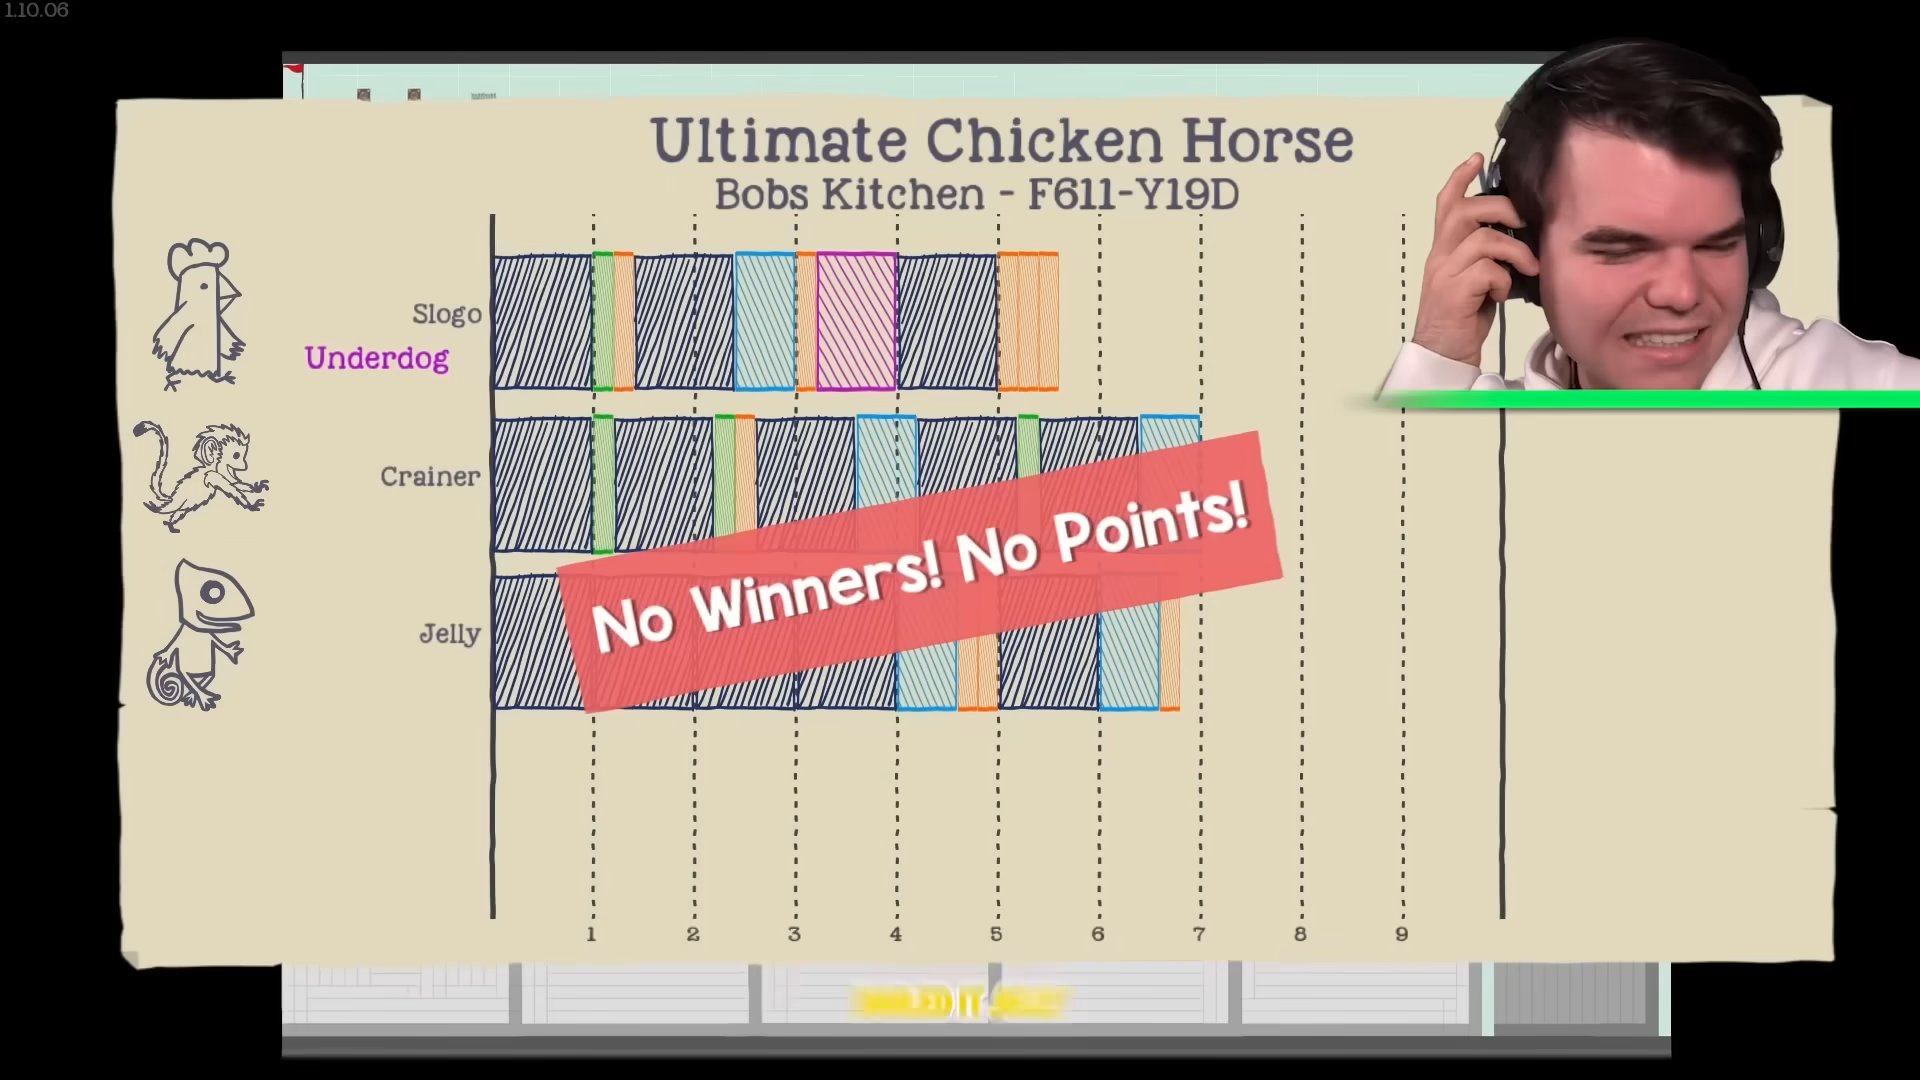 1.10.06
Ultimate Chicken Horse
Bobs Kitchen - F611-Y19D
Slogo
Underdog
Crainer
Jelly
No Winners! No Points!
1 2 3 4 5 6 7 8 9